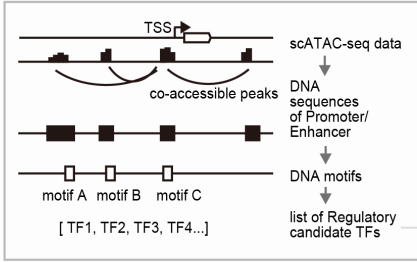 TSS
scATAC-seq data
co-accessible peaks
DNA
sequences
of Promoter/
Enhancer
DNA motifs
motif A motif B motif C
list of Regulatory
candidate TFs
[ TF1, TF2, TF3, TF4...]